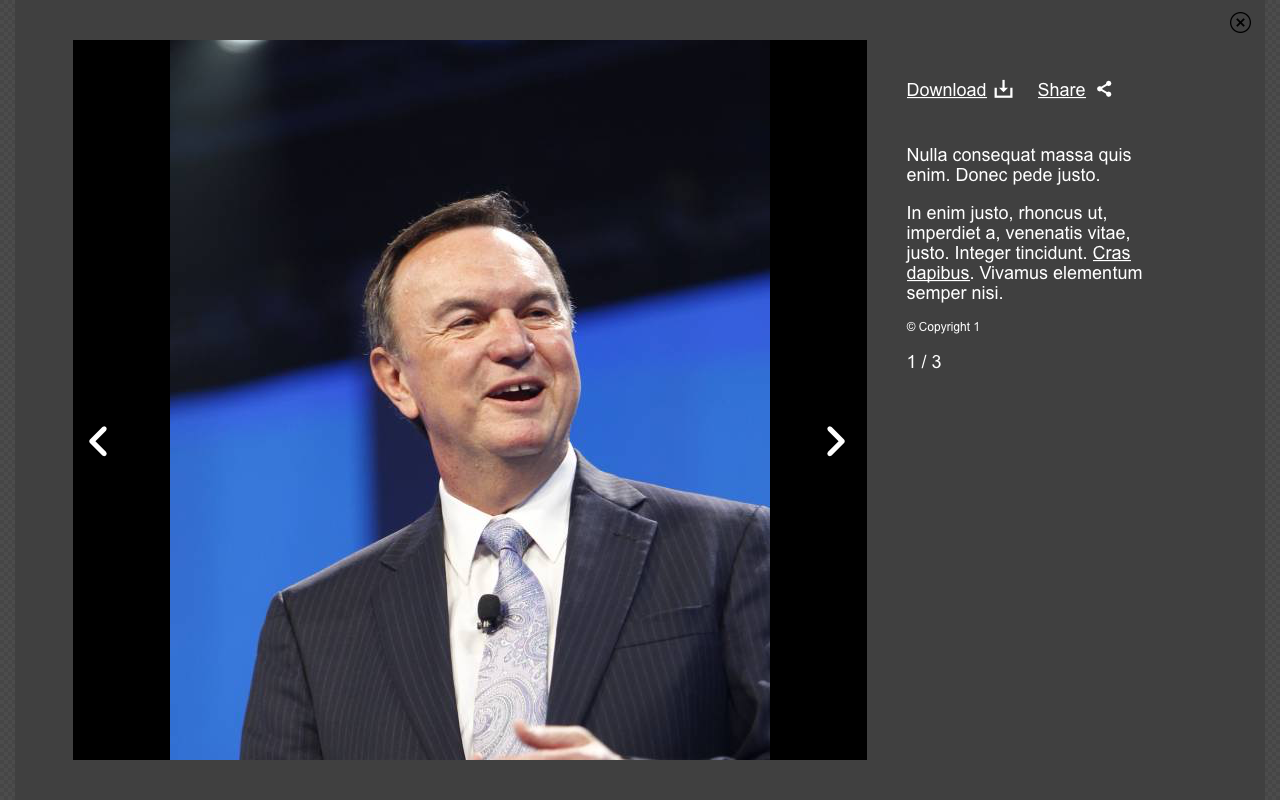 Download
Share
Nulla consequat massa quis
enim. Donec pede justo.
In enim justo, rhoncus ut,
imperdiet a, venenatis vitae,
justo. Integer tincidunt. Cras
dapibus. Vivamus elementum
semper nisi.
© Copyright 1
1 / 3